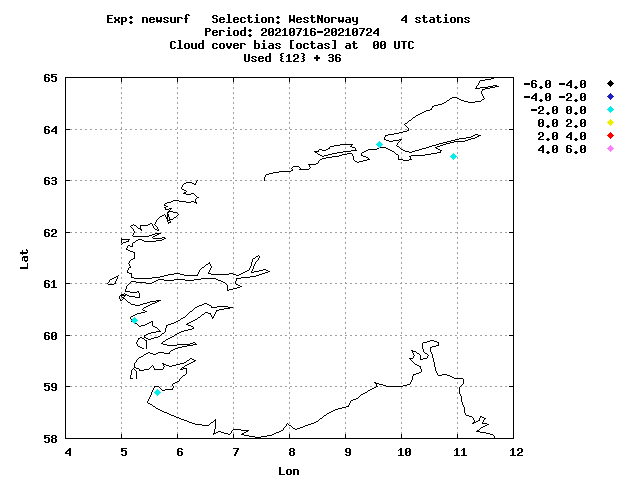 Exp: newsurf   Selection: WestNorway      4 stations
Period: 20210716-20210724
Cloud cover bias [octas] at  00 UTC
Used {12} + 36
65
64
63
62
61
60
59
58
Lat
4 5 6 7 8 9 10 11 12
Lon
-6.0 -4.0
-4.0 -2.0
-2.0 0.0
0.0 2.0
2.0 4.0
4.0 6.0